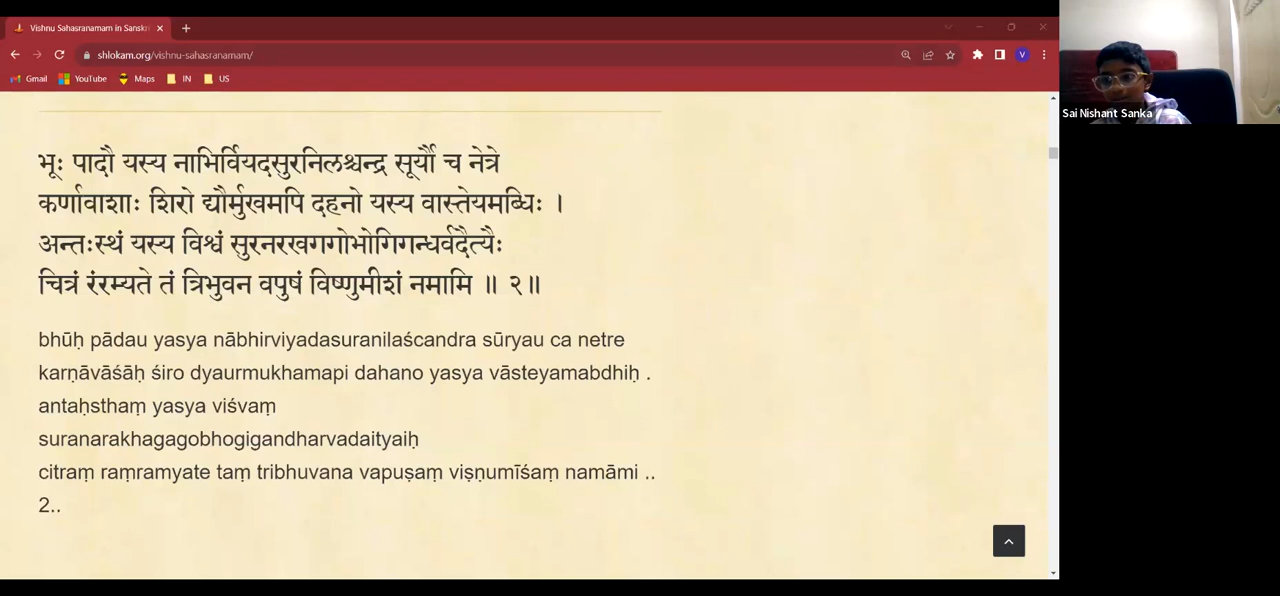 Vishnu Sahasranamam in Sanskri
shlokam.org/vishnu-sahasranamam/
V
Gmail YouTube Maps IN US
Sai Nishant Sanka
भूः पादौ यस्य नाभिर्वियदसुरनिलश्चन्द्र सूर्यौ च नेत्रे
कर्णावाशाः शिरो द्यौर्मुखमपि दहनो यस्य वास्तेयमब्धिः ।
अन्तःस्थं यस्य विश्वं सुरनरखगगोभोगिगन्धर्वदैत्यैः
चित्रं रंरम्यते तं त्रिभुवन वपुषं विष्णुमीशं नमामि ॥ २॥
bhūḥ pādau yasya nābhirviyadasuranilaścandra sūryau ca netre
karṇāvāśāḥ śiro dyaurmukhamapi dahano yasya vāsteyamabdhiḥ .
antaḥsthaṃ yasya viśvaṃ
suranarakhagagobhogigandharvadaityaiḥ
citraṃ raṃramyate taṃ tribhuvana vapuṣaṃ viṣṇumīśaṃ namāmi ..
2..